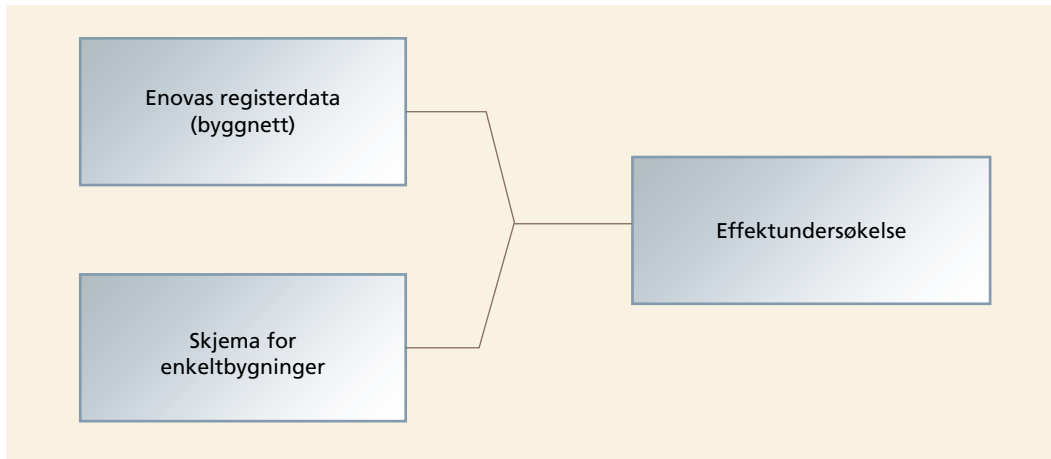 Enovas registerdata
(byggnett)
Effektundersøkelse
Skjema for
enkeltbygninger